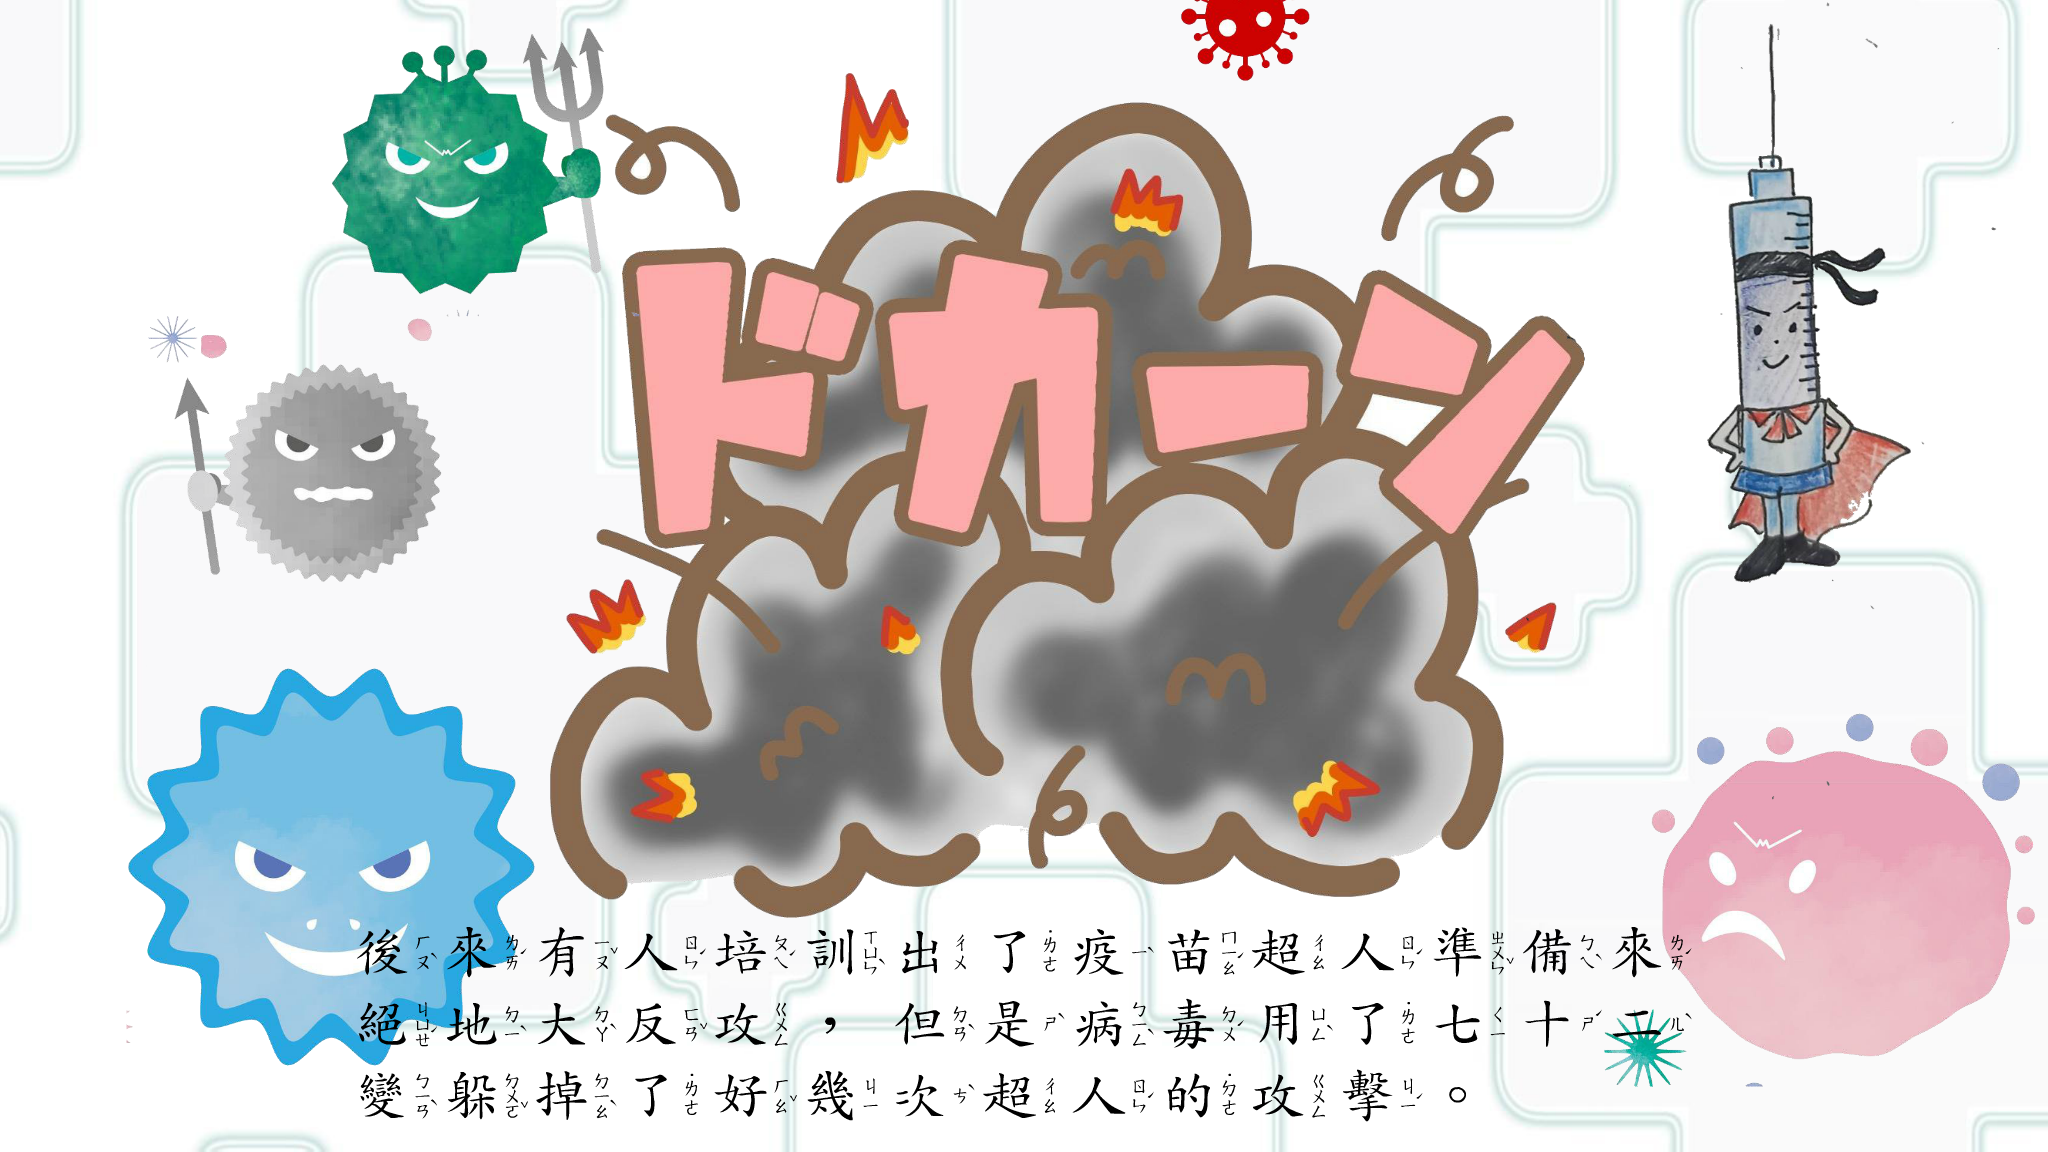 ドカーン
後來有人培訓出了疫苗超人準備來
絕地大反攻，但是病毒用了七十二
變躲掉了好幾次超人的攻擊。